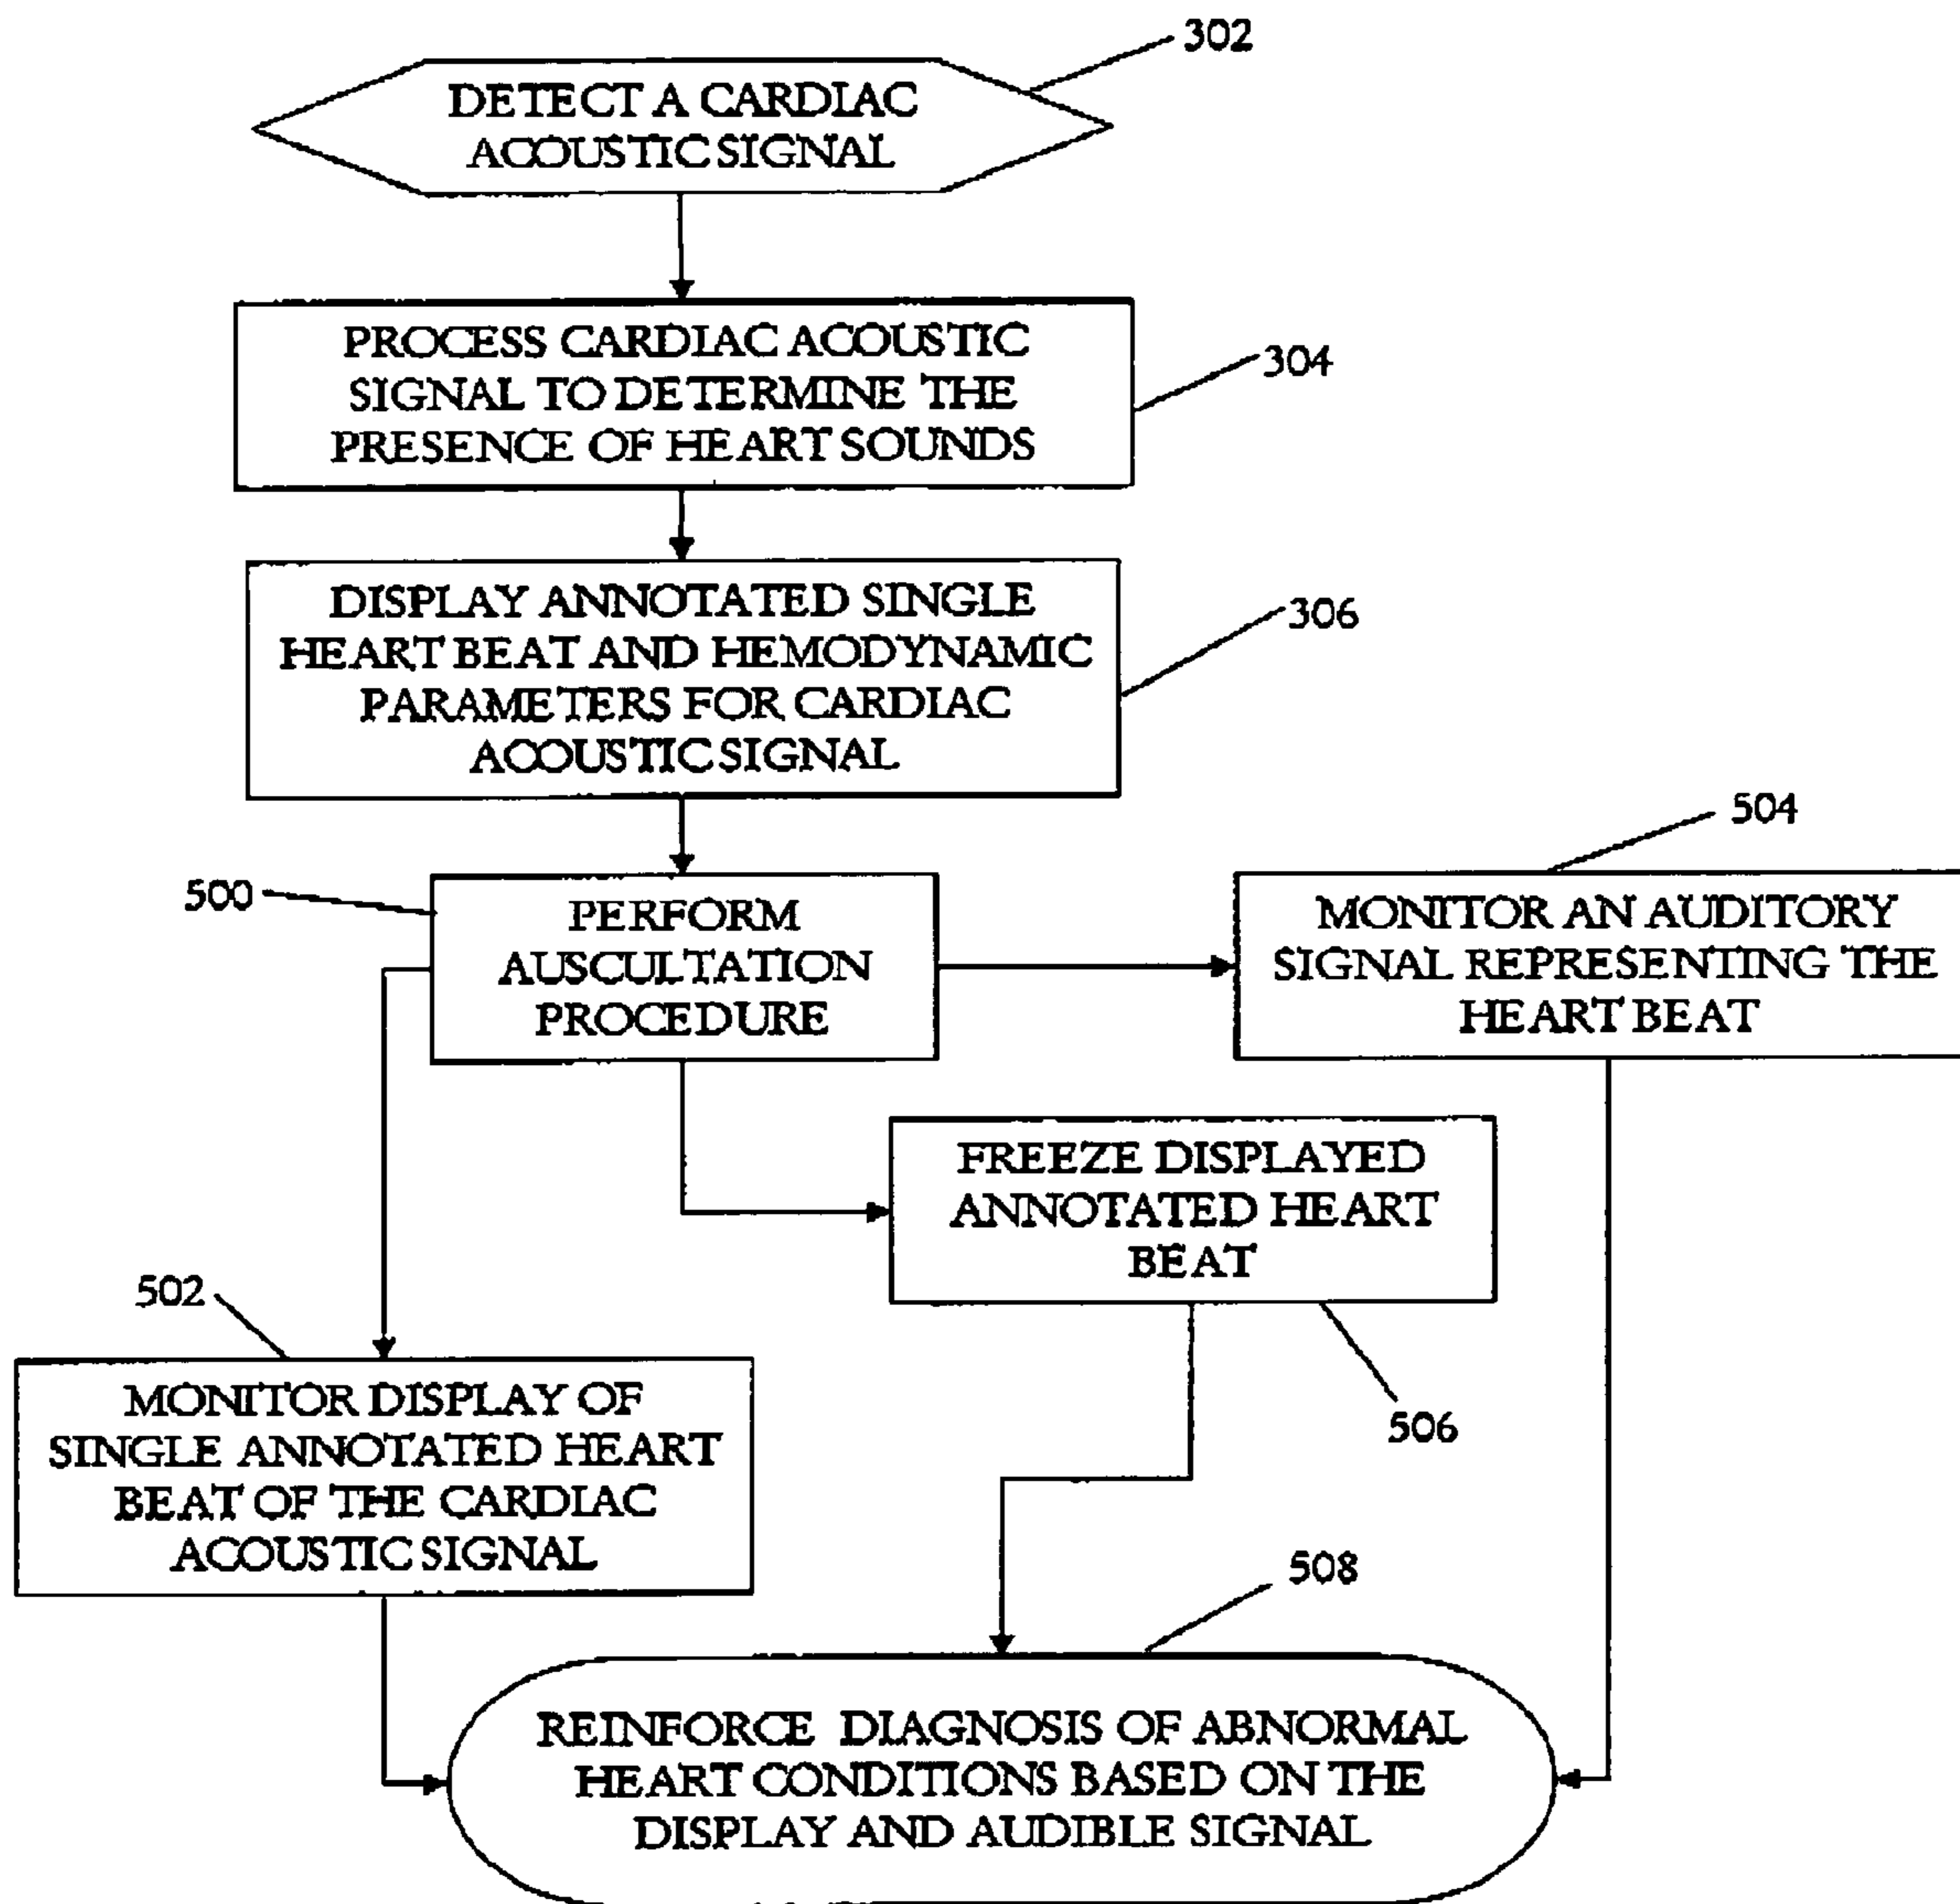 302
DETECT A CARDIAC
ACOUSTIC SIGNAL
PROCESS CARDIAC ACOUSTIC
SIGNAL TO DETERMINE THE
PRESENCE OF HEART SOUNDS
304
DISPLAY ANNOTATED SINGLE
HEART BEAT AND HEMODYNAMIC
PARAMETERS FOR CARDIAC
ACOUSTIC SIGNAL
306
500
PERFORM
AUSCULTATION
PROCEDURE
504
MONITOR AN AUDITORY
SIGNAL REPRESENTING THE
HEART BEAT
FREEZE DISPLAYED
ANNOTATED HEART
BEAT
506
502
MONITOR DISPLAY OF
SINGLE ANNOTATED HEART
BEAT OF THE CARDIAC
ACOUSTIC SIGNAL
508
REINFORCE DIAGNOSIS OF ABNORMAL
HEART CONDITIONS BASED ON THE
DISPLAY AND AUDIBLE SIGNAL